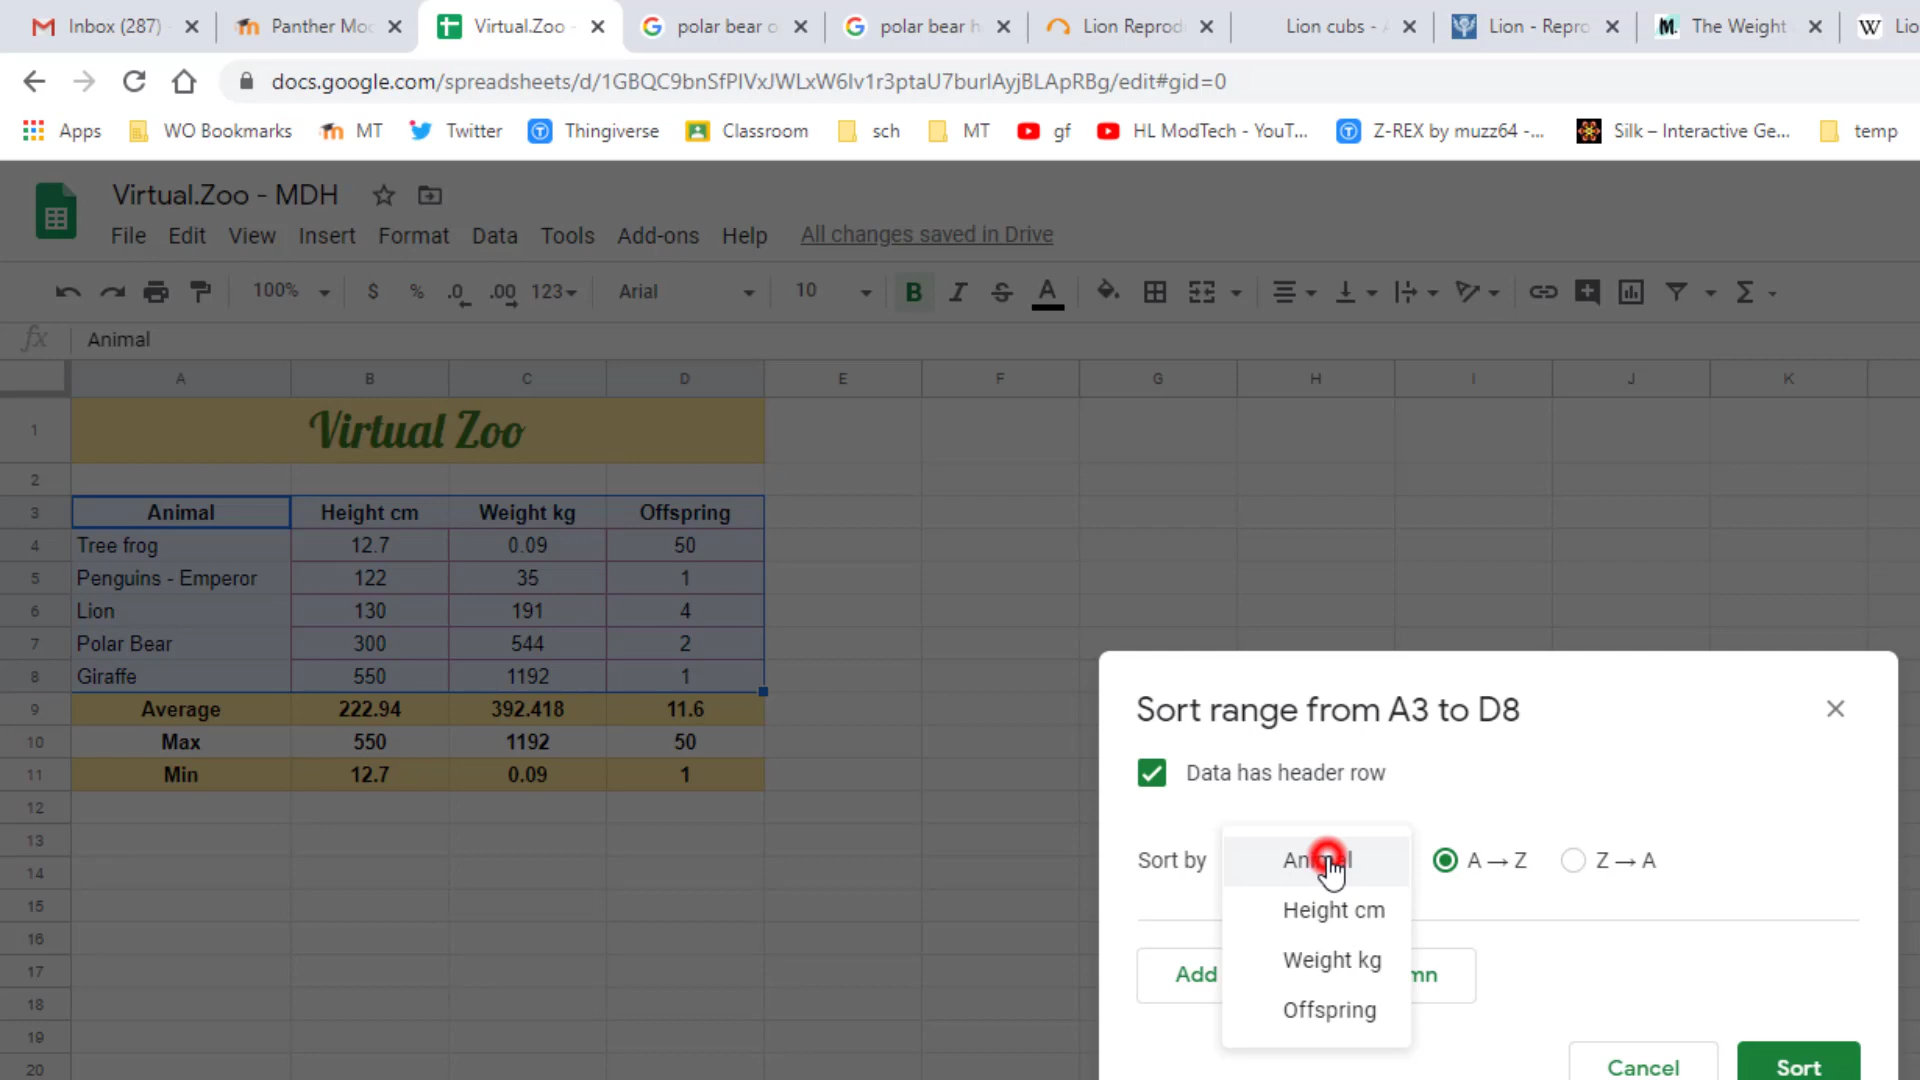 Inbox (287) Panther Moo Virtual.Zoo - polar bear o polar bear h Lion Reprod Lion cubs - Lion - Repro The Weight Lio
docs.google.com/spreadsheets/d/1GBQC9bnSfPIVxJWLxW6Iv1r3ptaU7burlAyjBLApRBg/edit#gid=0
Apps WO Bookmarks MT Twitter Thingiverse Classroom sch MT gf HL ModTech - YouT... Z-REX by muzz64 -... Silk – Interactive Ge... temp
Virtual.Zoo - MDH
File Edit View Insert Format Data Tools Add-ons Help All changes saved in Drive
100% $ % .0 .00 123 Arial 10 B I S A Σ
fx Animal
A B C D E F G H I J K
1 Virtual Zoo
2
3 Animal Height cm Weight kg Offspring
4 Tree frog 12.7 0.09 50
5 Penguins - Emperor 122 35 1
6 Lion 130 191 4
7 Polar Bear 300 544 2
8 Giraffe 550 1192 1
9 Average 222.94 392.418 11.6
10 Max 550 1192 50
11 Min 12.7 0.09 1
12
13
14
15
16
17
18
19
20
Sort range from A3 to D8
Data has header row
Sort by Animal A → Z Z → A
Height cm
Weight kg
Offspring
Add mn
Cancel Sort